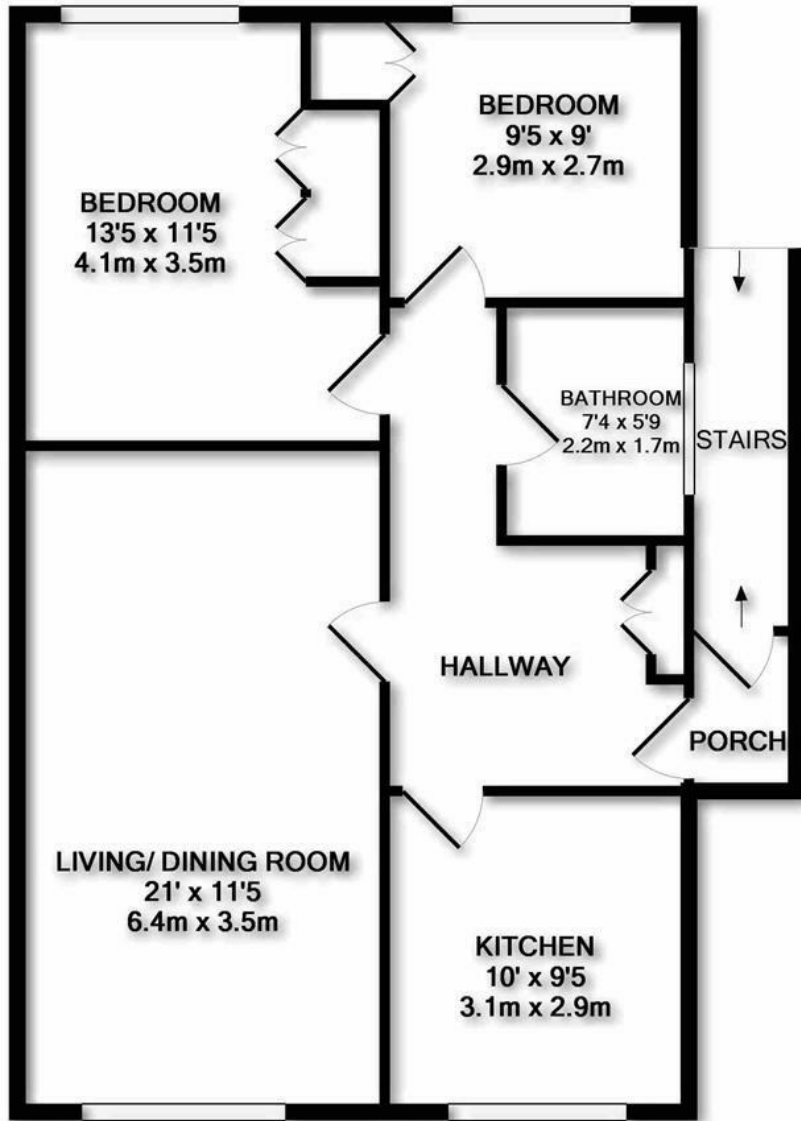 BEDROOM
9'5 x 9'
2.9m x 2.7m
BEDROOM
13'5 x 11'5
4.1m x 3.5m
BATHROOM
7'4 x 5'9
2.2m x 1.7m
STAIRS
HALLWAY
PORCH
LIVING/ DINING ROOM
21' x 11'5
6.4m x 3.5m
KITCHEN
10' x 9'5
3.1m x 2.9m